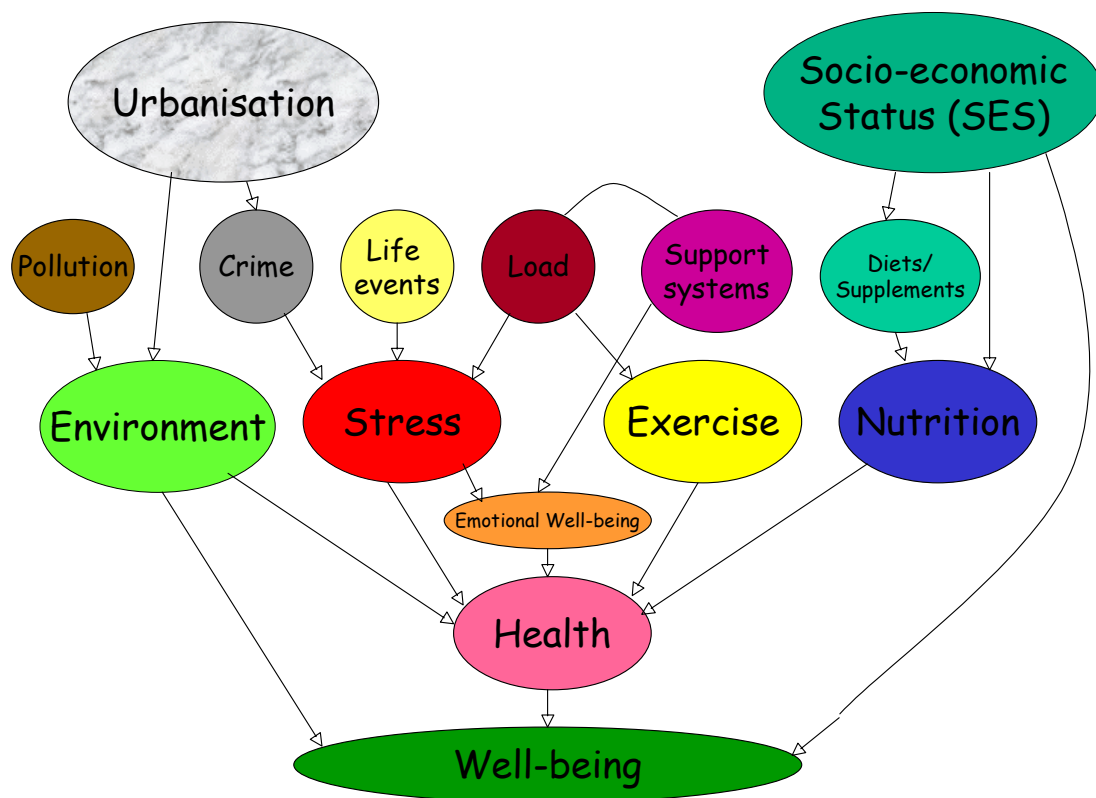 Urbanisation
Socio-economic
Status (SES)
Pollution
Crime
Life
events
Load
Support
systems
Diets/
Supplements
Environment
Stress
Exercise
Nutrition
Emotional Well-being
Health
Well-being